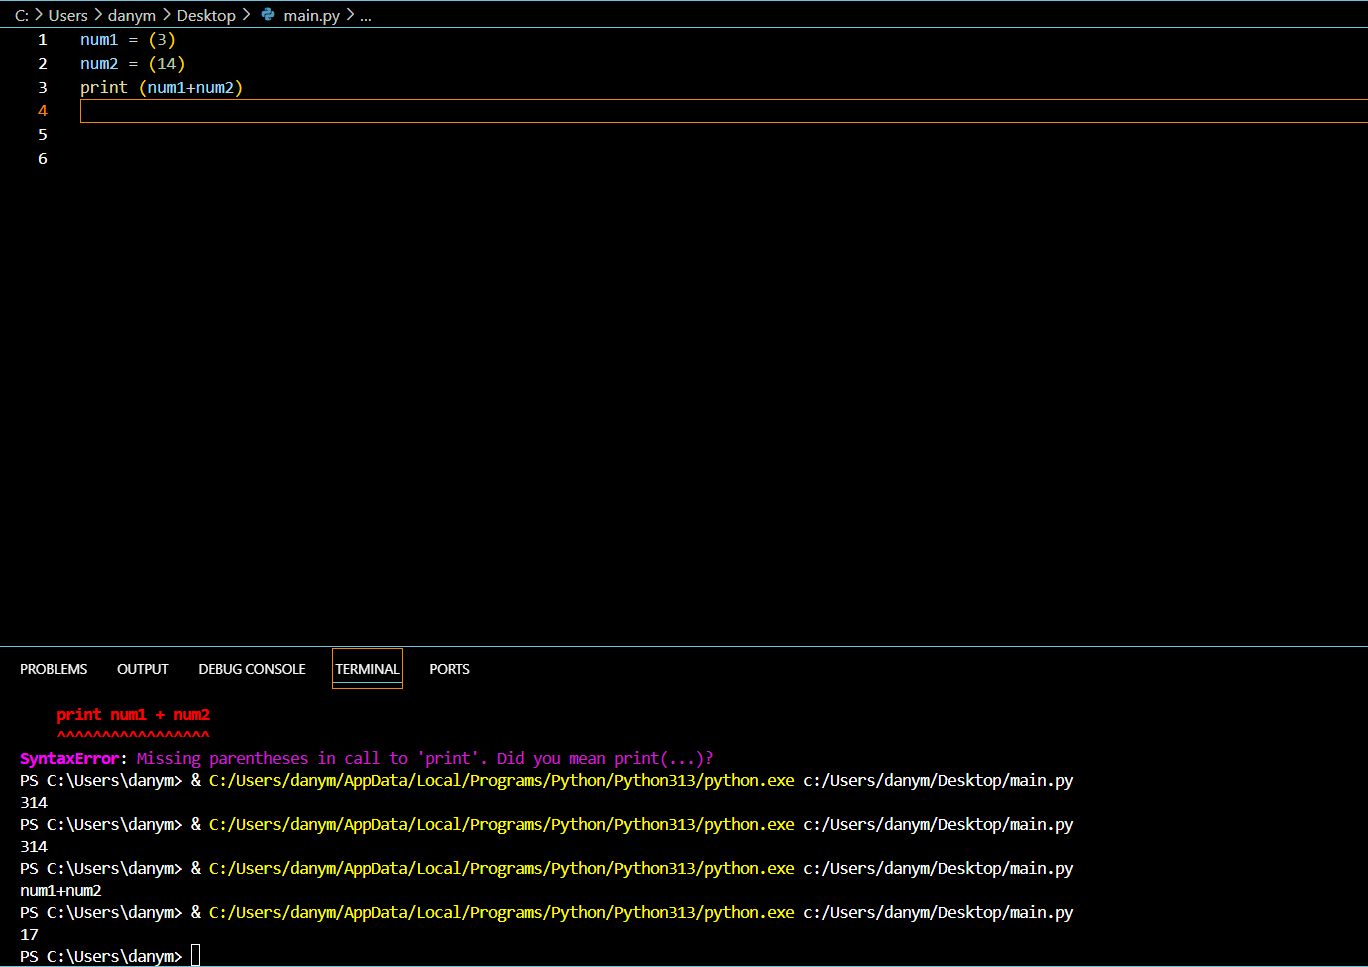 C: > Users > danym > Desktop > main.py > ...
1 num1 = (3)
2 num2 = (14)
3 print (num1+num2)
4
5
6
PROBLEMS OUTPUT DEBUG CONSOLE TERMINAL PORTS
print num1 + num2
^^^^^^^^^^^^^^^^^
SyntaxError: Missing parentheses in call to 'print'. Did you mean print(...)?
PS C:\Users\danym> & C:/Users/danym/AppData/Local/Programs/Python/Python313/python.exe c:/Users/danym/Desktop/main.py
314
PS C:\Users\danym> & C:/Users/danym/AppData/Local/Programs/Python/Python313/python.exe c:/Users/danym/Desktop/main.py
314
PS C:\Users\danym> & C:/Users/danym/AppData/Local/Programs/Python/Python313/python.exe c:/Users/danym/Desktop/main.py
num1+num2
PS C:\Users\danym> & C:/Users/danym/AppData/Local/Programs/Python/Python313/python.exe c:/Users/danym/Desktop/main.py
17
PS C:\Users\danym>